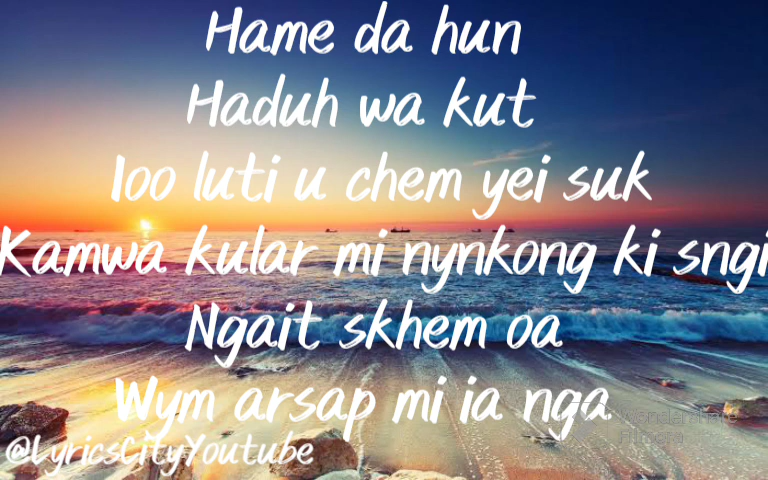 Hame da hun
Haduh wa kut
Ioo luti u chem yei suk
Kamwa kular mi nynkong ki sngi
Ngait skhem oa
Wym arsap mi ia nga
@LyricsCityYoutube